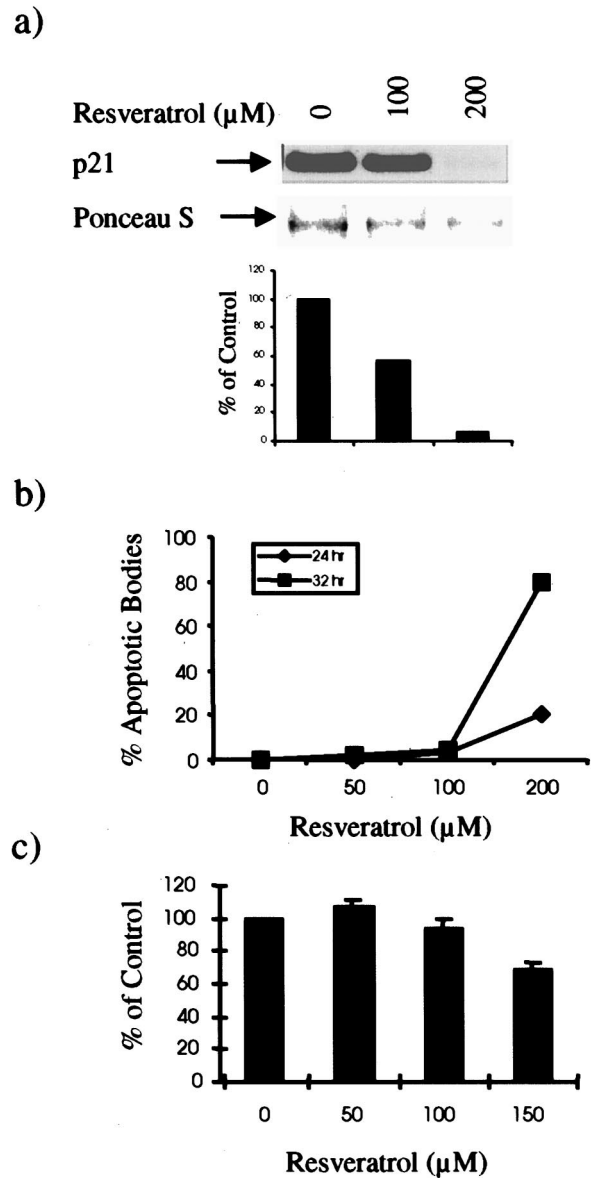 a)
Resveratrol (µM) 0 100 200
p21
Ponceau S
% of Control
120
100
80
60
40
20
0
b)
% Apoptotic Bodies
100
80
60
40
20
0
24 hr
32 hr
0 50 100 200
Resveratrol (µM)
c)
% of Control
120
100
80
60
40
20
0
0 50 100 150
Resveratrol (µM)